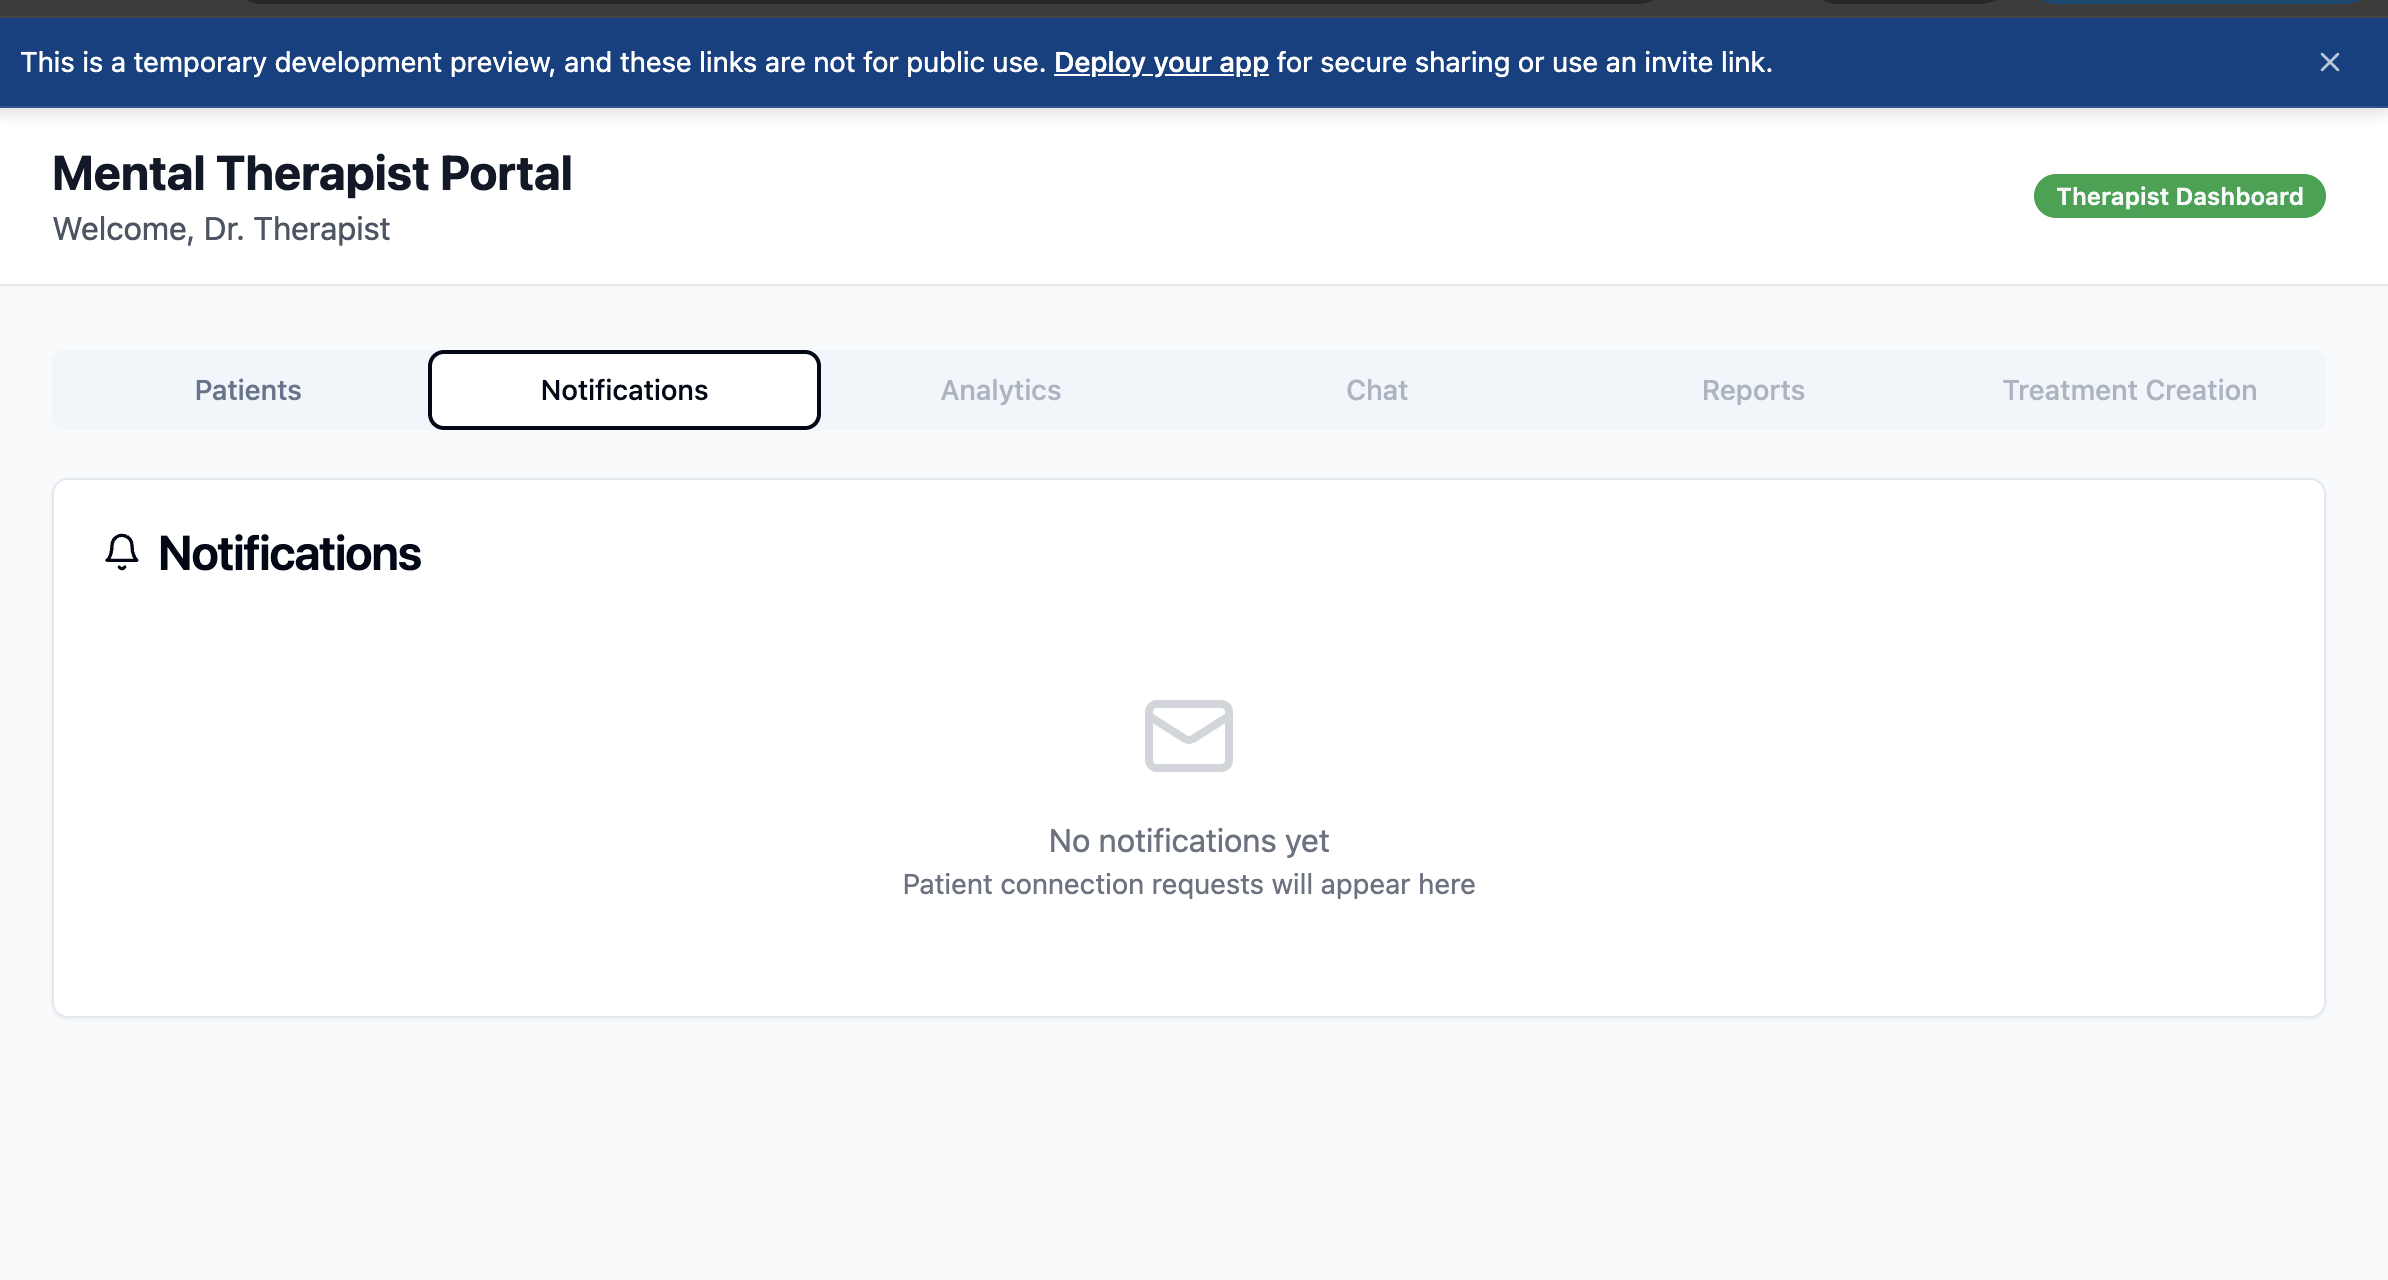 This is a temporary development preview, and these links are not for public use. Deploy your app for secure sharing or use an invite link.
Mental Therapist Portal
Welcome, Dr. Therapist
Therapist Dashboard
Patients
Notifications
Analytics
Chat
Reports
Treatment Creation
Notifications
No notifications yet
Patient connection requests will appear here